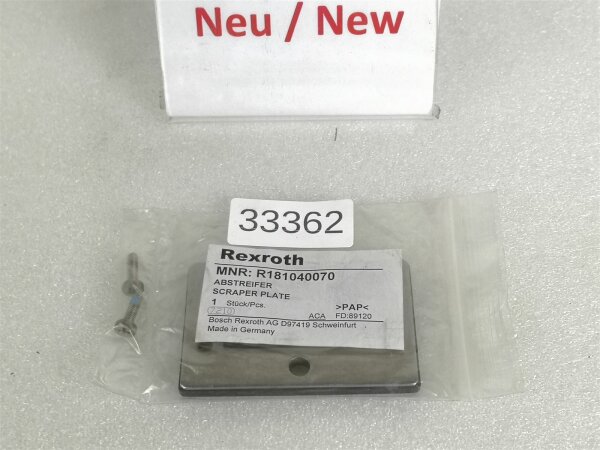 Neu / New
33362
Rexroth
MNR: R181040070
ABSTREIFER
SCRAPER PLATE
1 Stück/Pcs. >PAP<
7210 ACA FD:89120
Bosch Rexroth AG D97419 Schweinfurt
Made in Germany